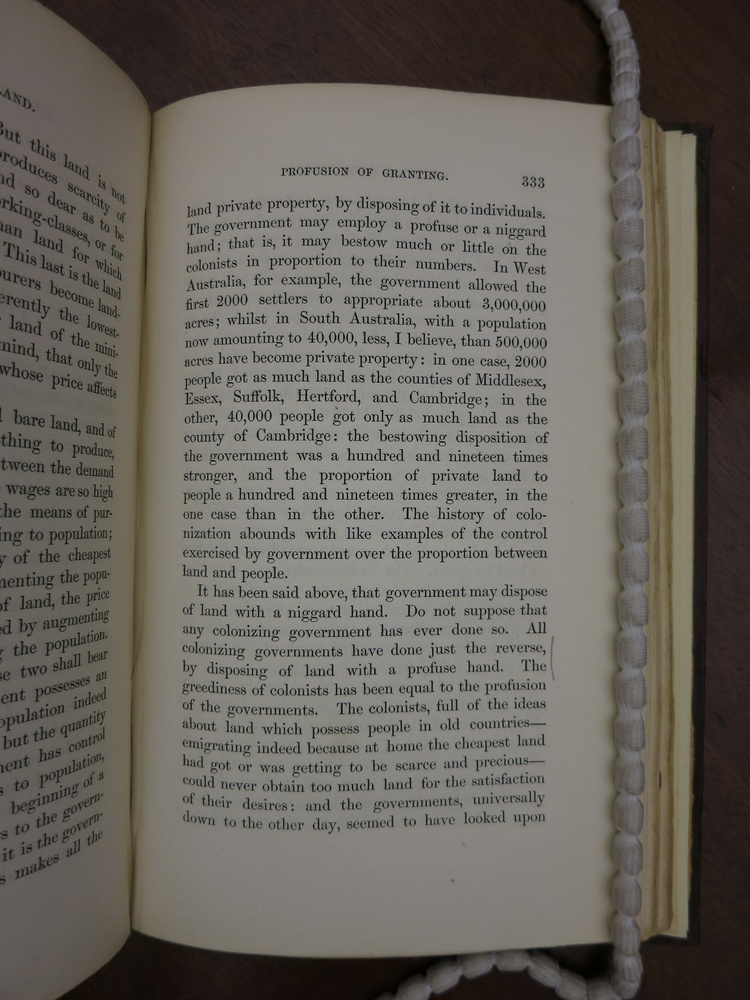 LAND.
But this land is not
produces scarcity of
and so dear as to be
working-classes, or for
than land for which
This last is the land
labourers become land-
the lowest-
land of the mini-
mind, that only the
whose price affects
bare land, and of
thing to produce,
between the demand
wages are so high
the means of pur-
ing to population;
of the cheapest
menting the popu-
of land, the price
ed by augmenting
the population.
se two shall bear
ent possesses an
population indeed
but the quantity
ment has control
to population,
beginning of a
to the govern-
it is the govern-
makes all the
PROFUSION OF GRANTING. 333
land private property, by disposing of it to individuals.
The government may employ a profuse or a niggard
hand; that is, it may bestow much or little on the
colonists in proportion to their numbers. In West
Australia, for example, the government allowed the
first 2000 settlers to appropriate about 3,000,000
acres; whilst in South Australia, with a population
now amounting to 40,000, less, I believe, than 500,000
acres have become private property: in one case, 2000
people got as much land as the counties of Middlesex,
Essex, Suffolk, Hertford, and Cambridge; in the
other, 40,000 people got only as much land as the
county of Cambridge: the bestowing disposition of
the government was a hundred and nineteen times
stronger, and the proportion of private land to
people a hundred and nineteen times greater, in the
one case than in the other. The history of colo-
nization abounds with like examples of the control
exercised by government over the proportion between
land and people.
It has been said above, that government may dispose
of land with a niggard hand. Do not suppose that
any colonizing government has ever done so. All
colonizing governments have done just the reverse,
by disposing of land with a profuse hand. The
greediness of colonists has been equal to the profusion
of the governments. The colonists, full of the ideas
about land which possess people in old countries—
emigrating indeed because at home the cheapest land
had got or was getting to be scarce and precious—
could never obtain too much land for the satisfaction
of their desires: and the governments, universally
down to the other day, seemed to have looked upon